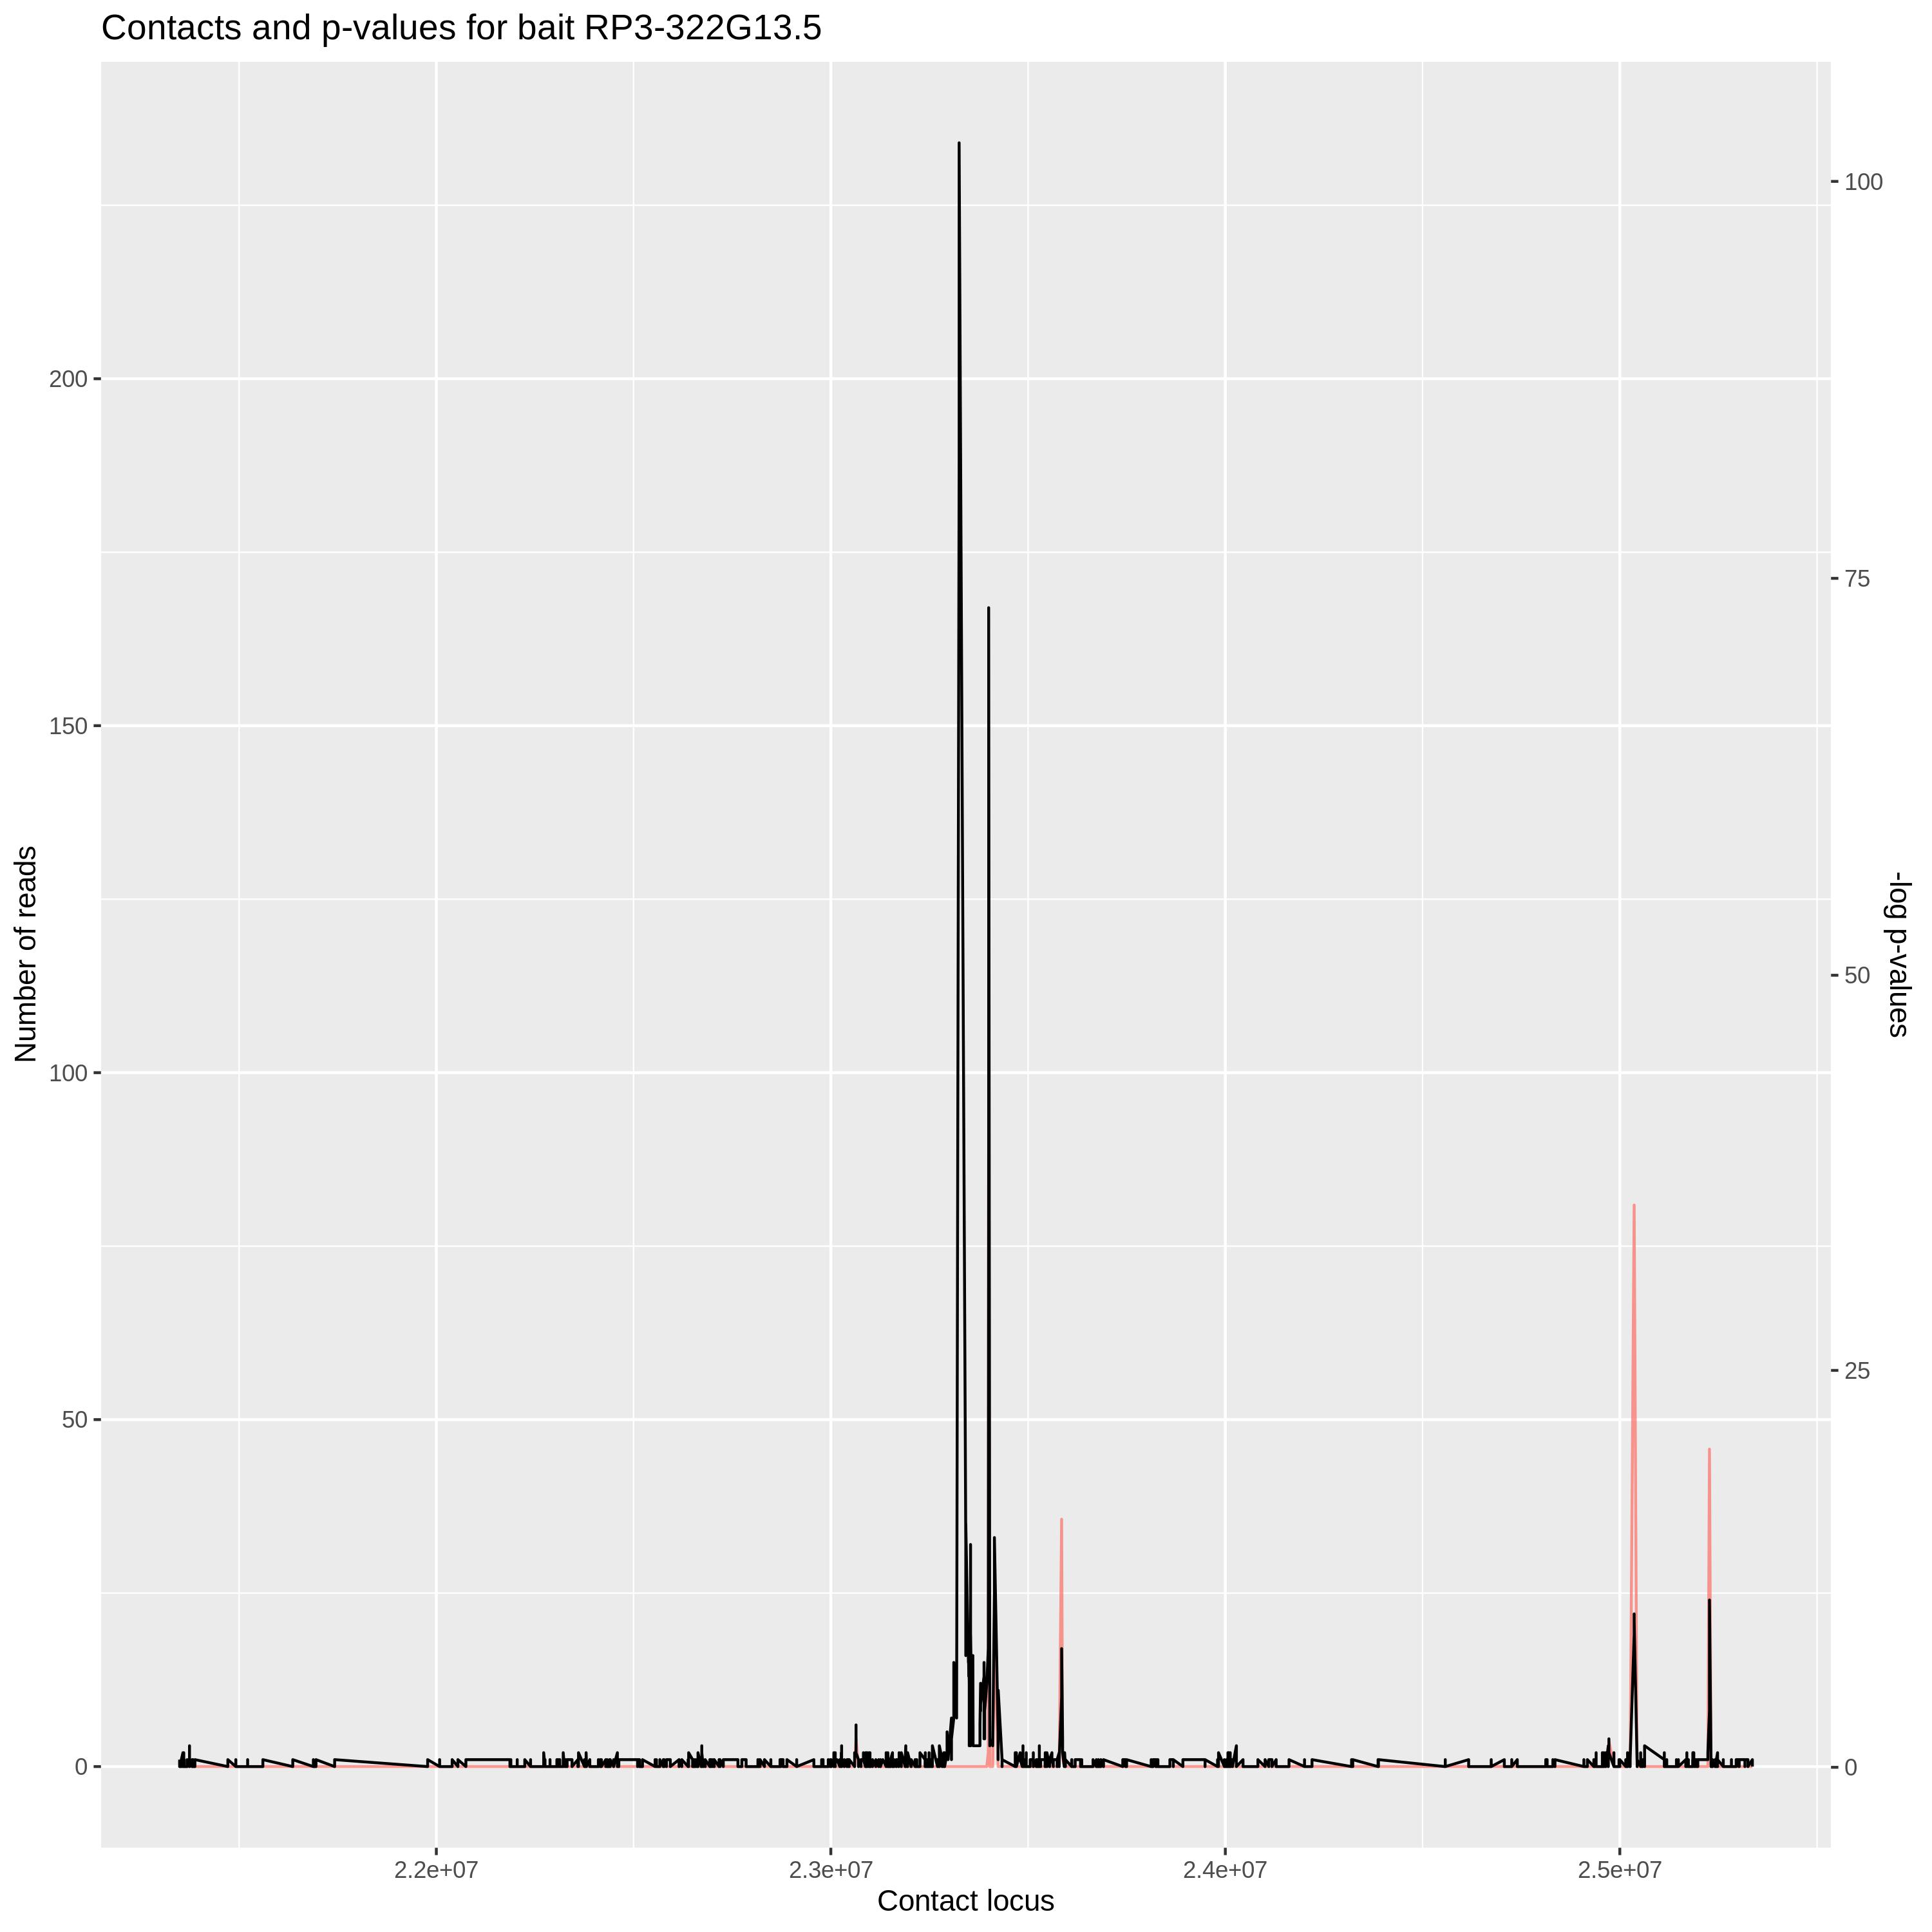 Contacts and p-values for bait RP3-322G13.5
Number of reads
200
150
100
50
0
100
75
50
25
0
-log p-values
2.2e+07
2.3e+07
2.4e+07
2.5e+07
Contact locus